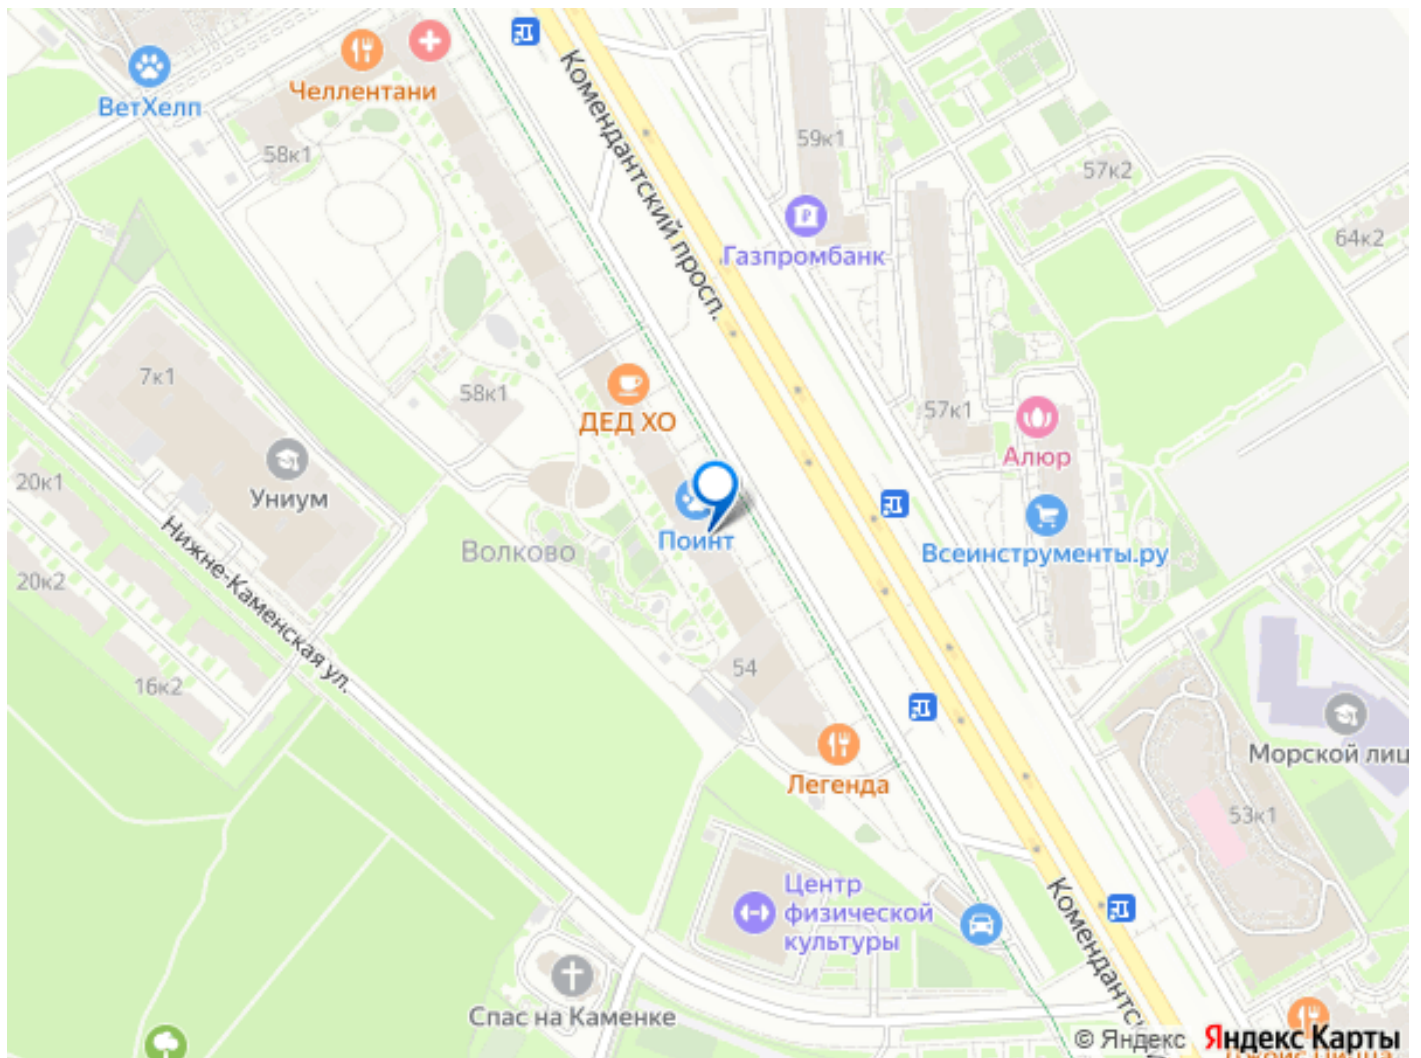 ВетХелп
Челлентани
58к1
Комендантский просп.
59к1
57к2
Газпромбанк
64к2
7к1
58к1
ДЕД ХО
57к1
Алюр
20к1
Униум
Поинт
Волково
Всеинструменты.ру
20к2
Нижне-Каменская ул.
16к2
54
Морской лиц
Легенда
53к1
Центр
физической
культуры
Комендантск
Спас на Каменке
© Яндекс Яндекс Карты